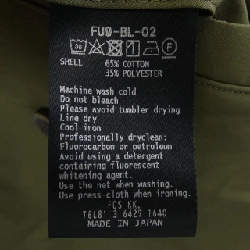 FU9-BL-02
SHELL 65% COTTON
35% POLYESTER
Machine wash cold
Do not bleach
Please avoid tumbler drying
Line dry
Cool iron
Professionally dryclean:
Fluorocarbon or petroleum
Avoid using a detergent
containing fluorescent
whitening agent.
Use the net when washing.
Use press cloth when ironing.
KK.
MADE IN JAPAN